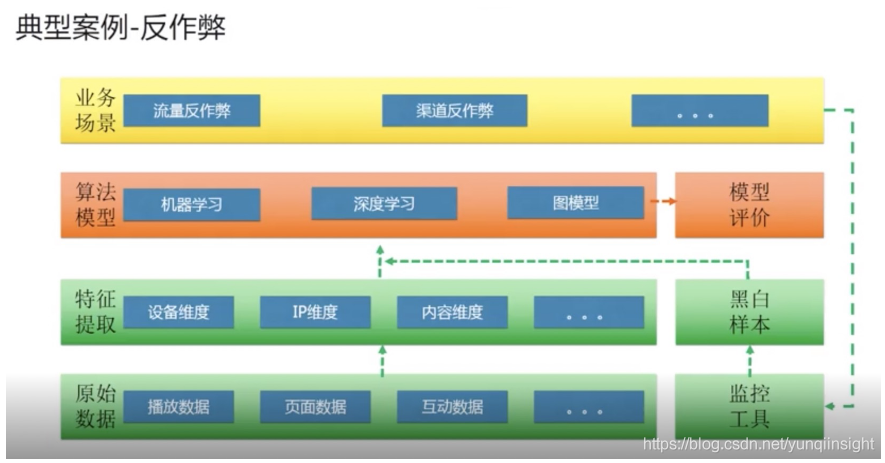 典型案例-反作弊
业务
场景
流量反作弊
渠道反作弊
。。。
算法
模型
机器学习
深度学习
图模型
模型
评价
特征
提取
设备维度
IP维度
内容维度
。。。
黑白
样本
原始
数据
播放数据
页面数据
互动数据
。。。
监控
工具
https://blog.csdn.net/yunqiinsight